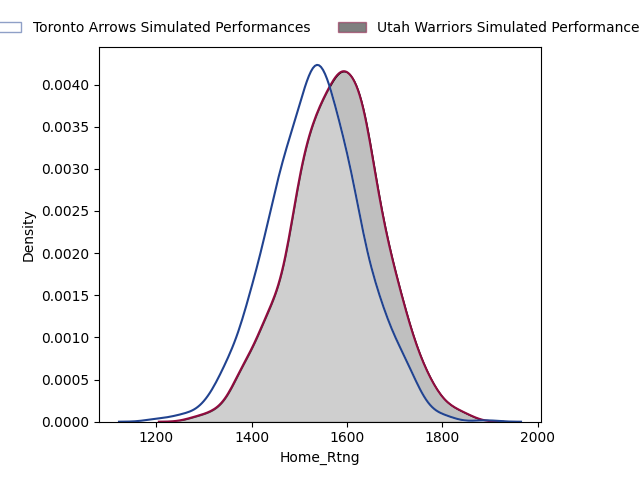 Toronto Arrows Simulated Performances Utah Warriors Simulated Performance
0.0040
0.0035
0.0030
0.0025
0.0020
0.0015
0.0010
0.0005
0.0000
Density
1200 1400 1600 1800 2000
Home_Rtng